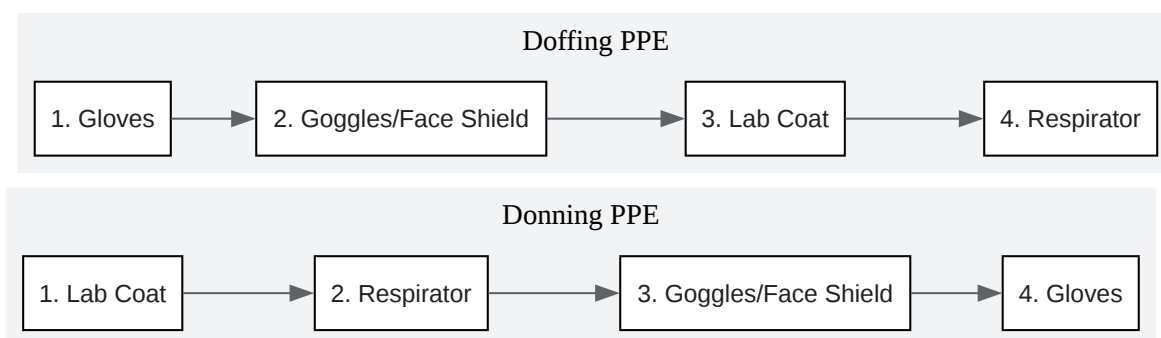 Doffing PPE
1. Gloves
2. Goggles/Face Shield
3. Lab Coat
4. Respirator
Donning PPE
1. Lab Coat
2. Respirator
3. Goggles/Face Shield
4. Gloves